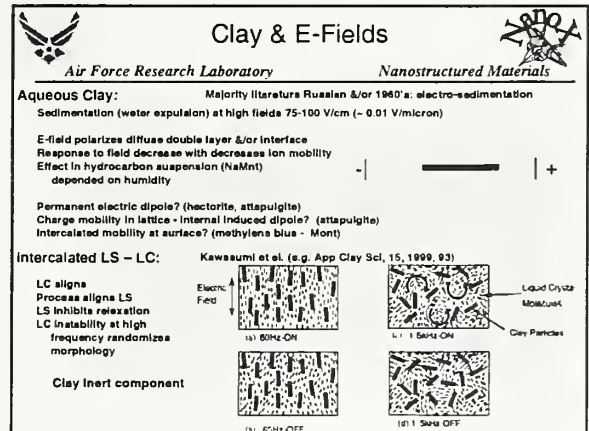 Clay & E-Fields
NanoX
Air Force Research Laboratory
Nanostructured Materials
Aqueous Clay:
Majority literature Russian &/or 1960's: electro-sedimentation
Sedimentation (water expulsion) at high fields 75-100 V/cm (~ 0.01 V/micron)
E-field polarizes diffuse double layer &/or interface
Response to field decrease with decreases ion mobility
Effect in hydrocarbon suspension (NaMnt)
depended on humidity
- +
Permanent electric dipole? (hectorite, attapulgite)
Charge mobility in lattice - Internal induced dipole? (attapulgite)
Intercalated mobility at surface? (methylene blue - Mont)
Intercalated LS – LC:
Kawasumi et al. (e.g. App Clay Sci, 15, 1999, 93)
LC aligns
Process aligns LS
LS Inhibits relaxation
LC instability at high
frequency randomizes
morphology
Clay Inert component
Electric
Field
(a) 60Hz-ON
(c) 1.5kHz-ON
Liquid Crystal
Molecules
Clay Particles
(b) 60Hz-OFF
(d) 1.5kHz-OFF